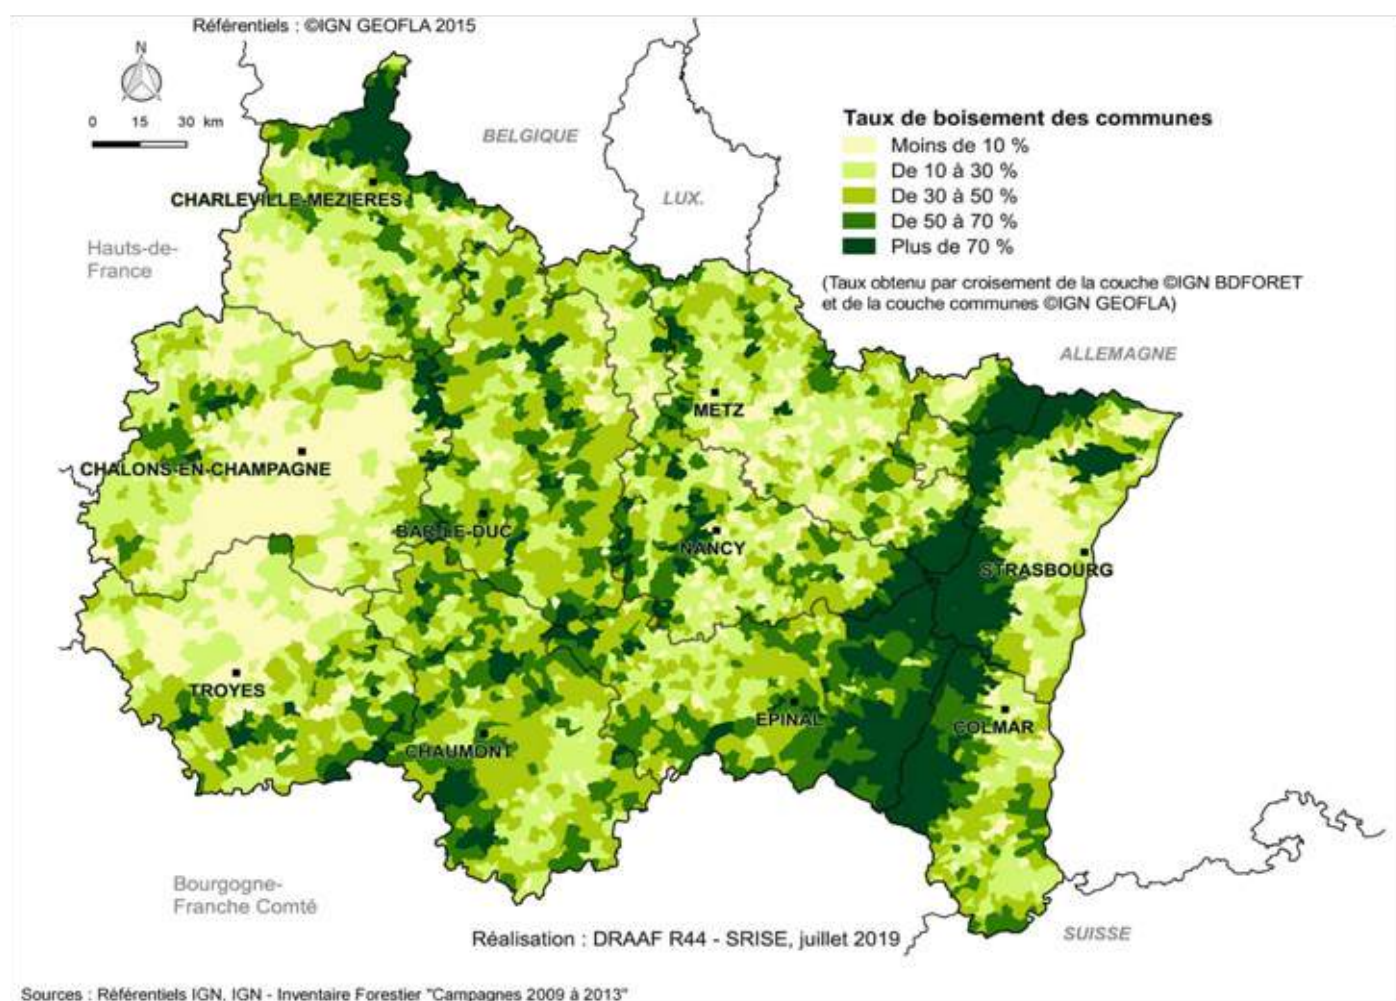 Référentiels : ©IGN GEOFLA 2015
N
0 15 30 km
BELGIQUE
LUX.
Taux de boisement des communes
Moins de 10 %
De 10 à 30 %
De 30 à 50 %
De 50 à 70 %
Plus de 70 %
(Taux obtenu par croisement de la couche ©IGN BDFORET
et de la couche communes ©IGN GEOFLA)
CHARLEVILLE-MEZIERES
Hauts-de-
France
ALLEMAGNE
METZ
CHALONS-EN-CHAMPAGNE
BAR-LE-DUC
NANCY
STRASBOURG
TROYES
EPINAL
COLMAR
CHAUMONT
Bourgogne-
Franche Comté
SUISSE
Réalisation : DRAAF R44 - SRISE, juillet 2019
Sources : Référentiels IGN, IGN - Inventaire Forestier "Campagnes 2009 à 2013"